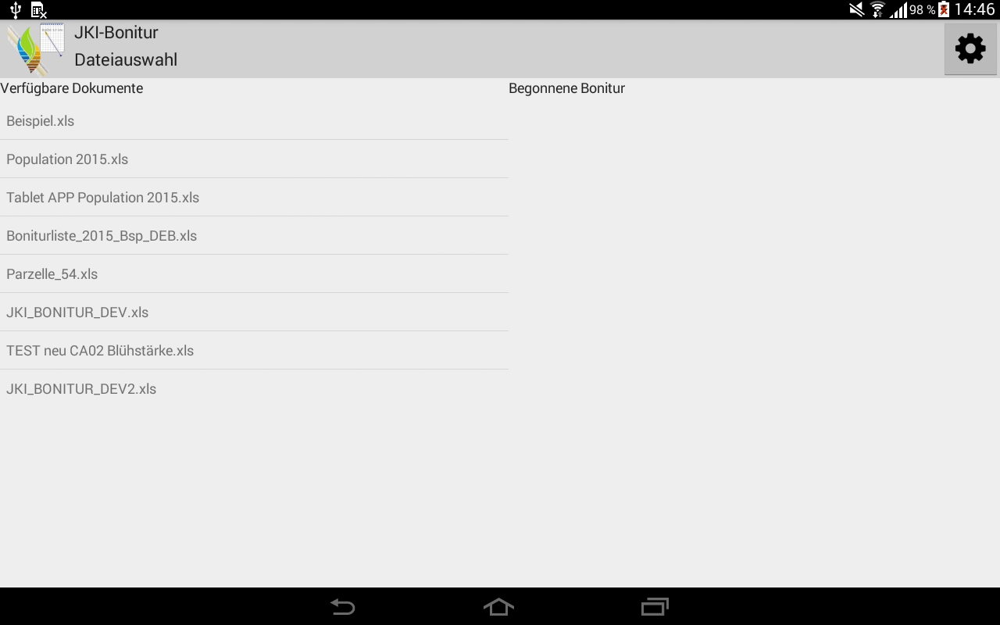 98 % 14:46
JKI-Bonitur
Dateiauswahl
Verfügbare Dokumente
Begonnene Bonitur
Beispiel.xls
Population 2015.xls
Tablet APP Population 2015.xls
Boniturliste_2015_Bsp_DEB.xls
Parzelle_54.xls
JKI_BONITUR_DEV.xls
TEST neu CA02 Blühstärke.xls
JKI_BONITUR_DEV2.xls